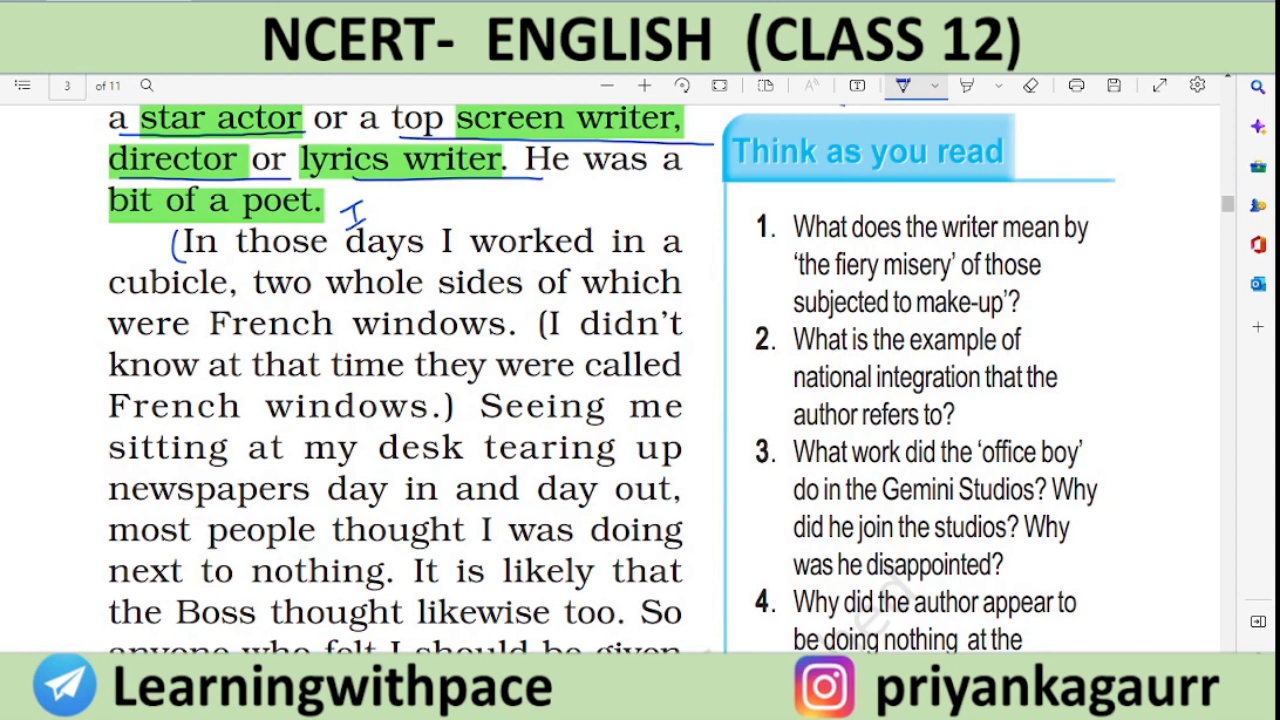 NCERT- ENGLISH (CLASS 12)
3 of 11
a star actor or a top screen writer,
director or lyrics writer. He was a
bit of a poet.
I
(In those days I worked in a
cubicle, two whole sides of which
were French windows. (I didn't
know at that time they were called
French windows.) Seeing me
sitting at my desk tearing up
newspapers day in and day out,
most people thought I was doing
next to nothing. It is likely that
the Boss thought likewise too. So
anyone who felt I should be given
Think as you read
1. What does the writer mean by
‘the fiery misery’ of those
subjected to make-up’?
2. What is the example of
national integration that the
author refers to?
3. What work did the ‘office boy’
do in the Gemini Studios? Why
did he join the studios? Why
was he disappointed?
4. Why did the author appear to
be doing nothing at the
Learningwithpace
priyankagaurr